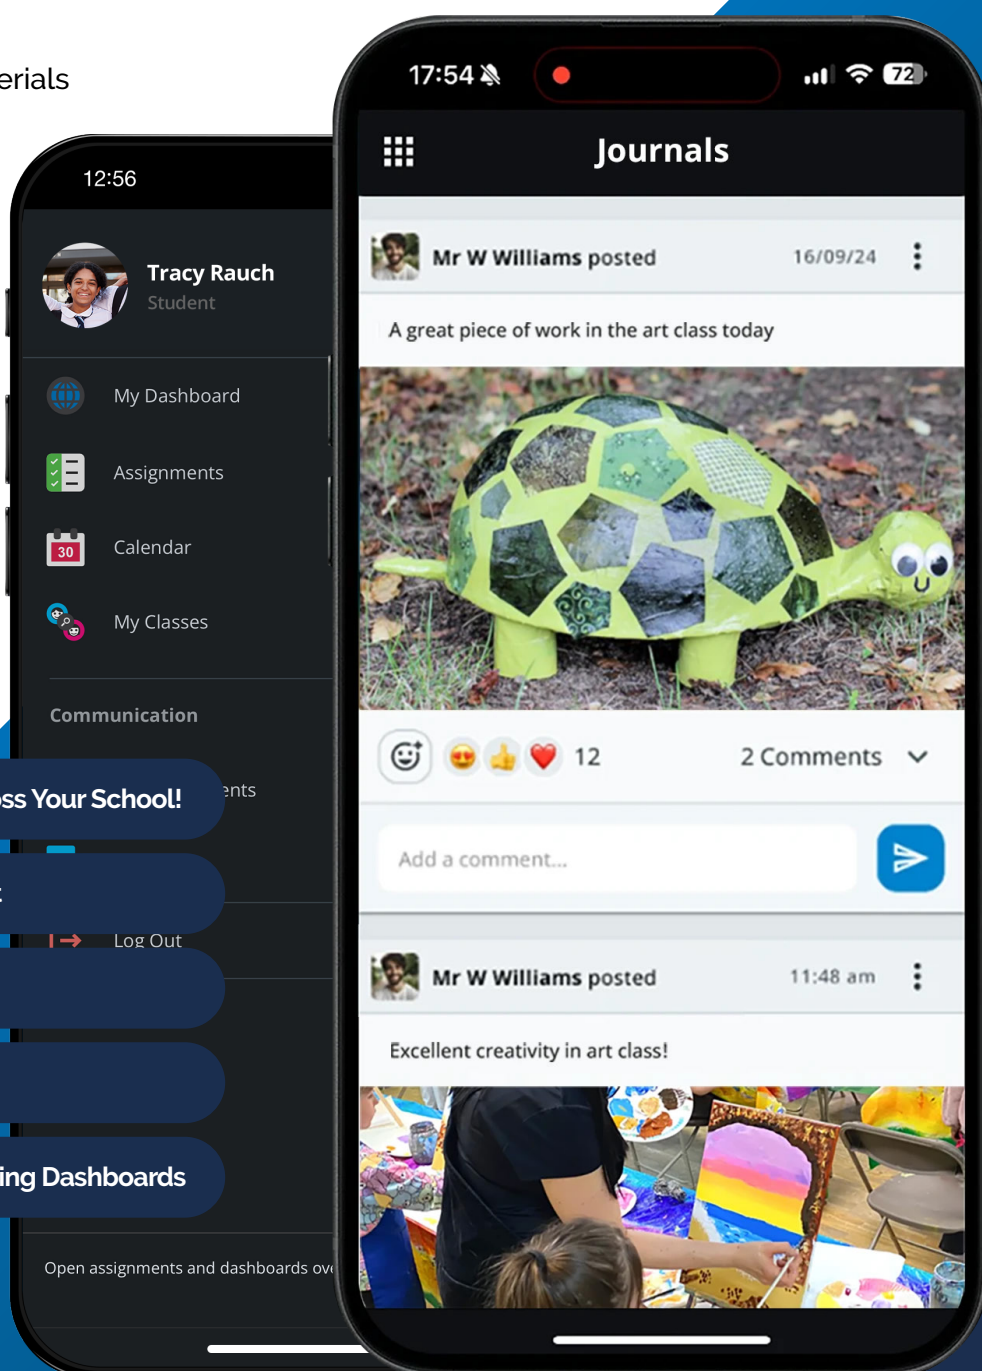 erials
12:56
Tracy Rauch
Student
My Dashboard
Assignments
30
Calendar
My Classes
Communication
ents
ss Your School!
Log Out
ing Dashboards
Open assignments and dashboards ove
17:54
72
Journals
Mr W Williams posted
16/09/24
A great piece of work in the art class today
12
2 Comments
Add a comment...
Mr W Williams posted
11:48 am
Excellent creativity in art class!